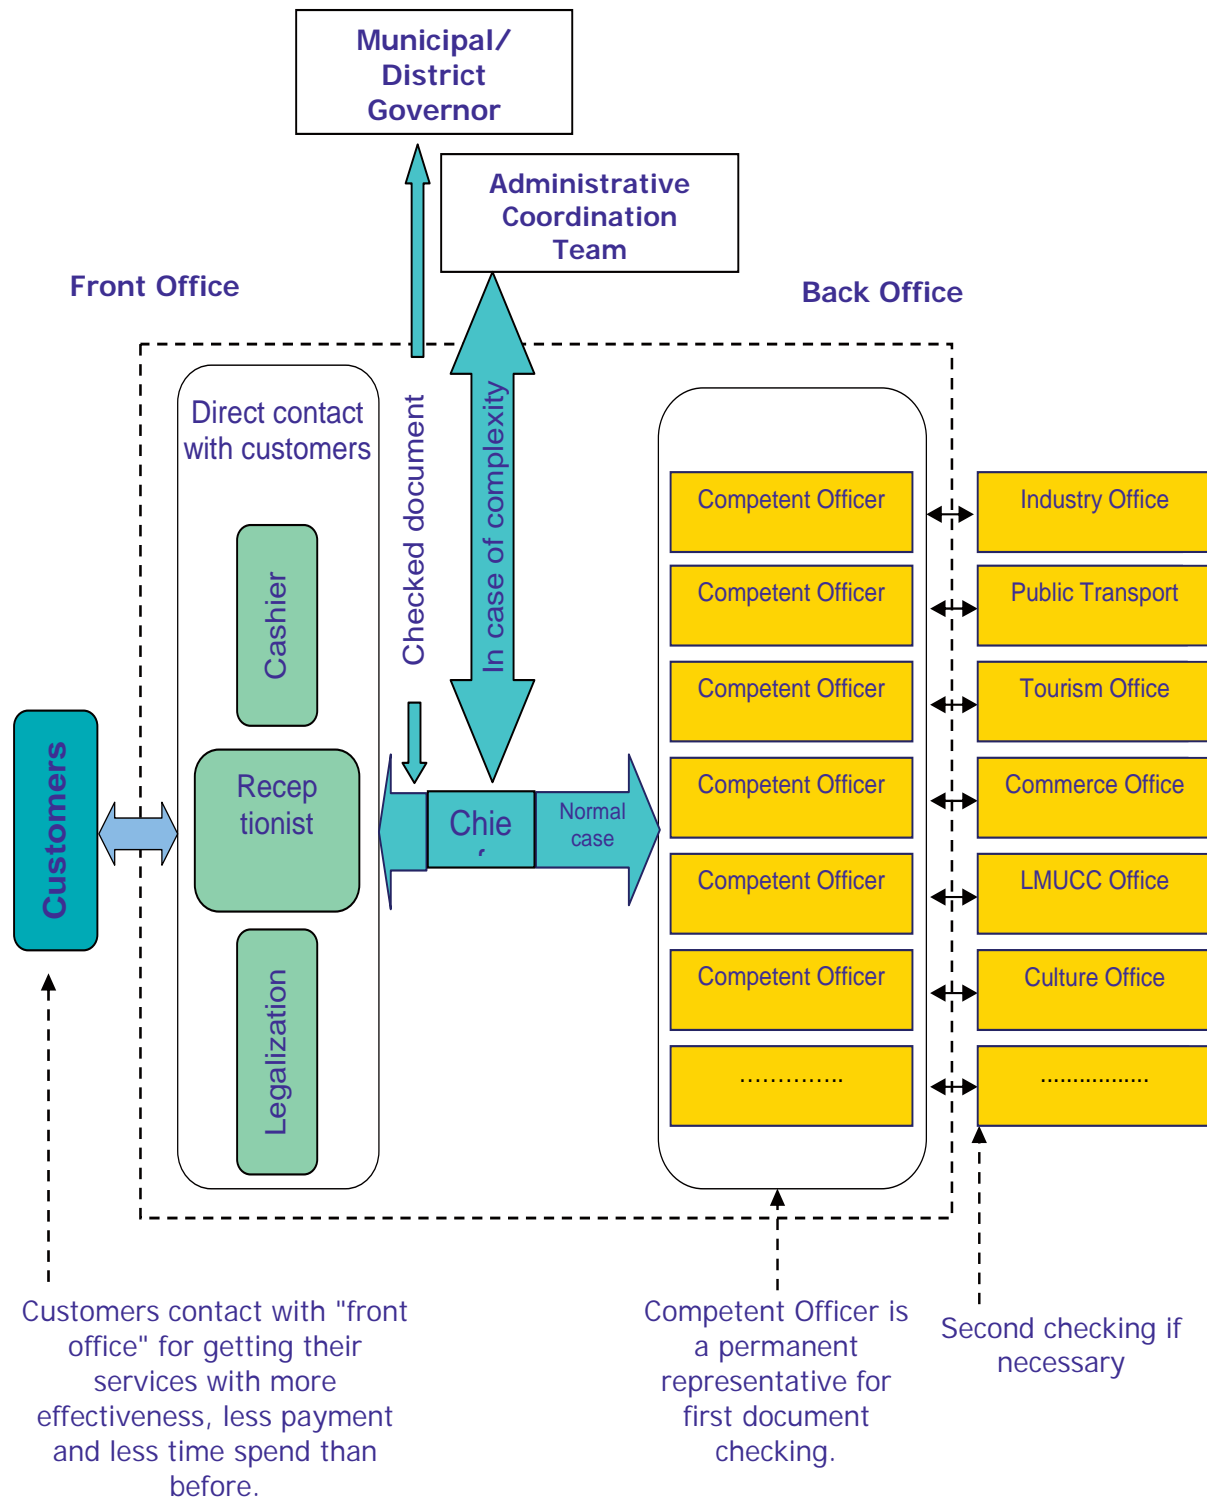 Municipal/
District
Governor
Administrative
Coordination
Team
Front Office
Back Office
Direct contact
with customers
Checked document
In case of complexity
Cashier
Customers
Recep
tionist
Chie
Normal
case
Legalization
Competent Officer
Industry Office
Competent Officer
Public Transport
Competent Officer
Tourism Office
Competent Officer
Commerce Office
Competent Officer
LMUCC Office
Competent Officer
Culture Office
…………..
.................
Customers contact with "front
office" for getting their
services with more
effectiveness, less payment
and less time spend than
before.
Competent Officer is
a permanent
representative for
first document
checking.
Second checking if
necessary